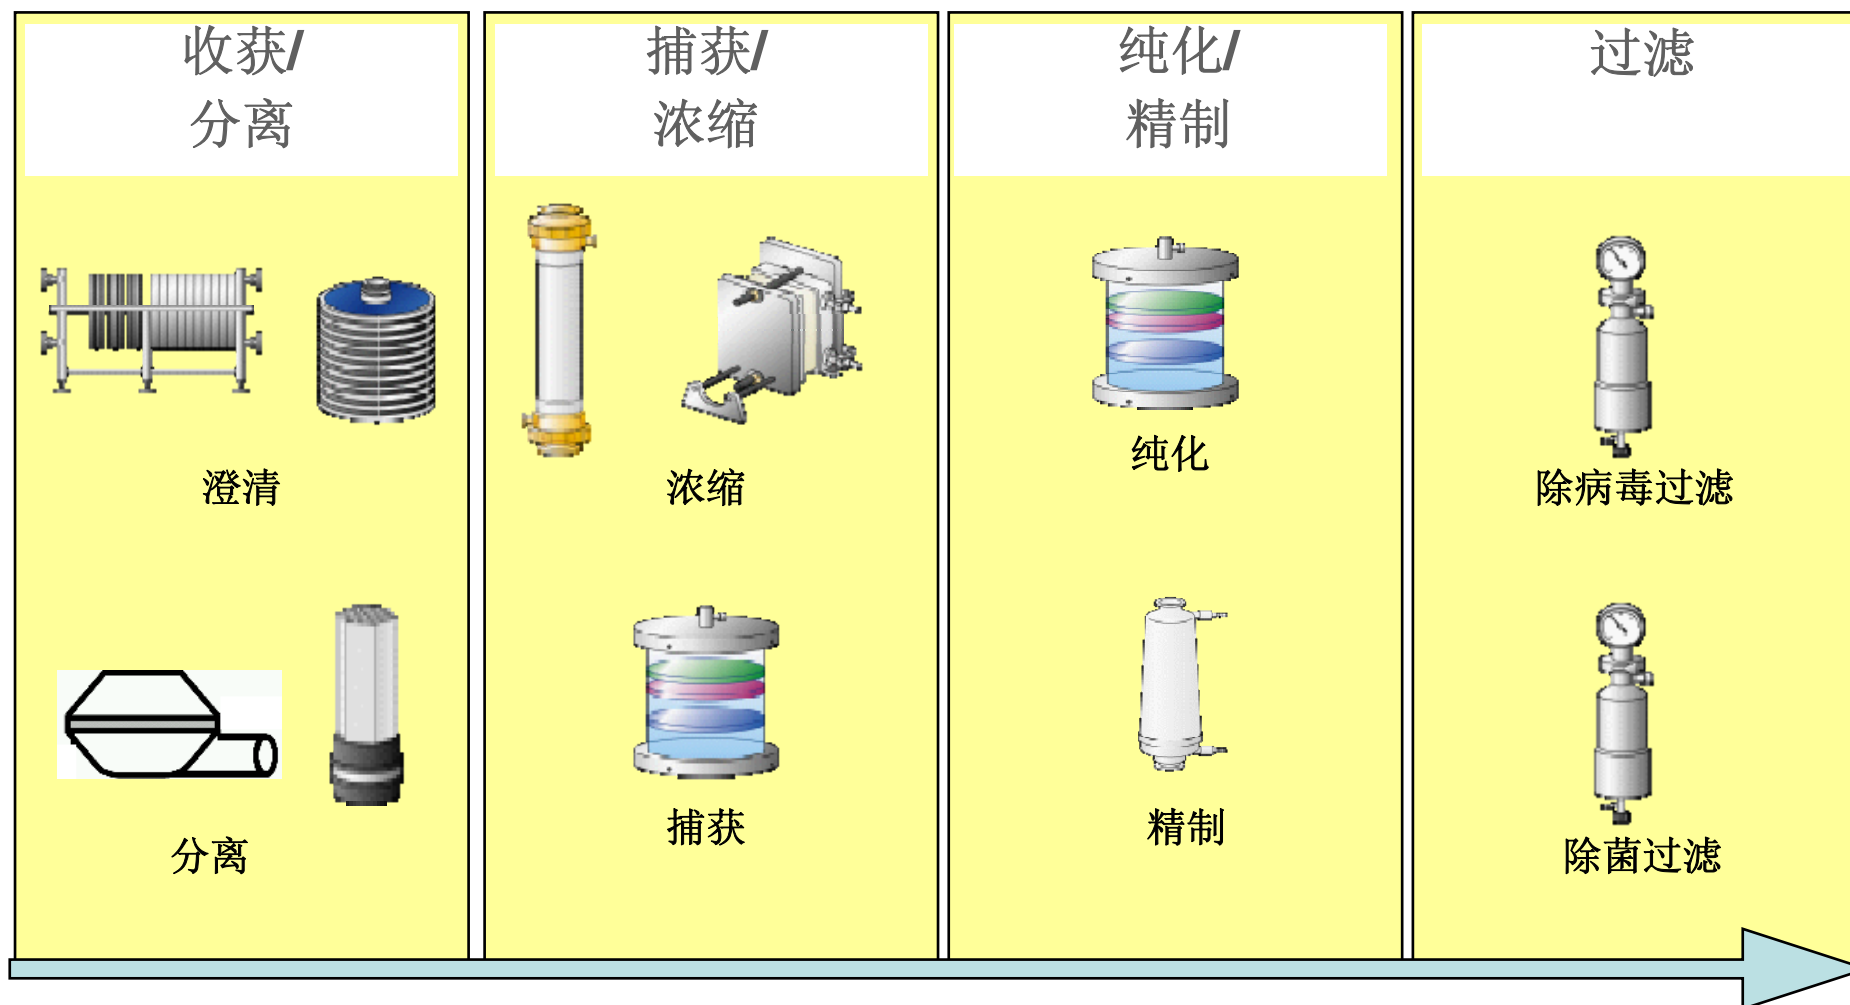 收获/
分离
澄清
分离
捕获/
浓缩
浓缩
捕获
纯化/
精制
纯化
精制
过滤
除病毒过滤
除菌过滤